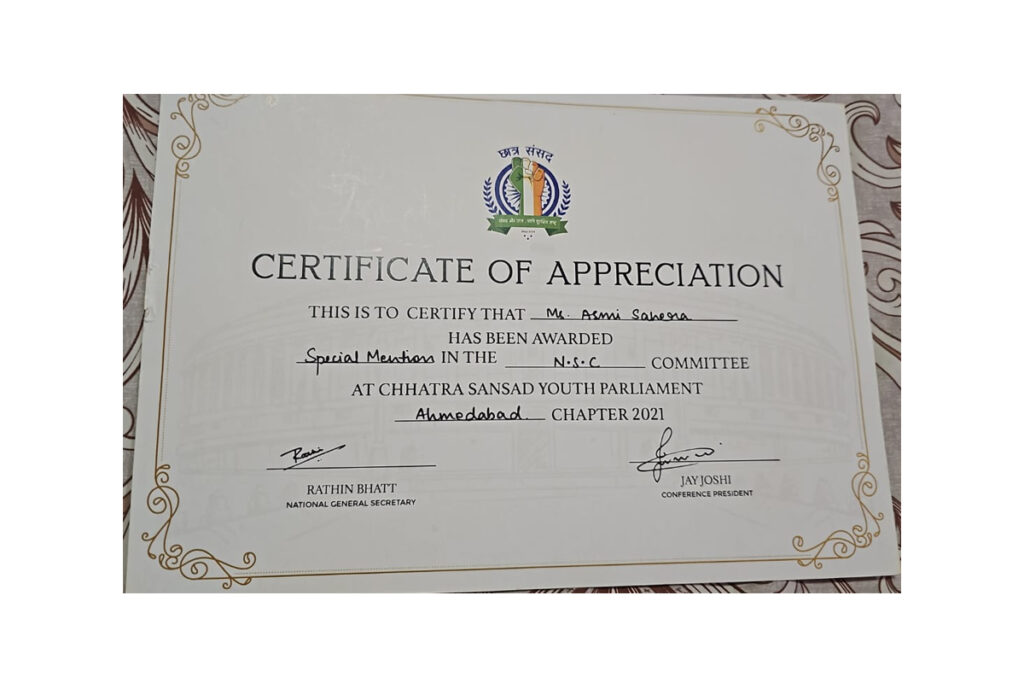 छात्र संसद
CERTIFICATE OF APPRECIATION
THIS IS TO CERTIFY THAT Ms. Asmi Sahera
HAS BEEN AWARDED
Special Mention IN THE N.S.C COMMITTEE
AT CHHATRA SANSAD YOUTH PARLIAMENT
Ahmedabad. CHAPTER 2021
RATHIN BHATT
NATIONAL GENERAL SECRETARY
JAY JOSHI
CONFERENCE PRESIDENT